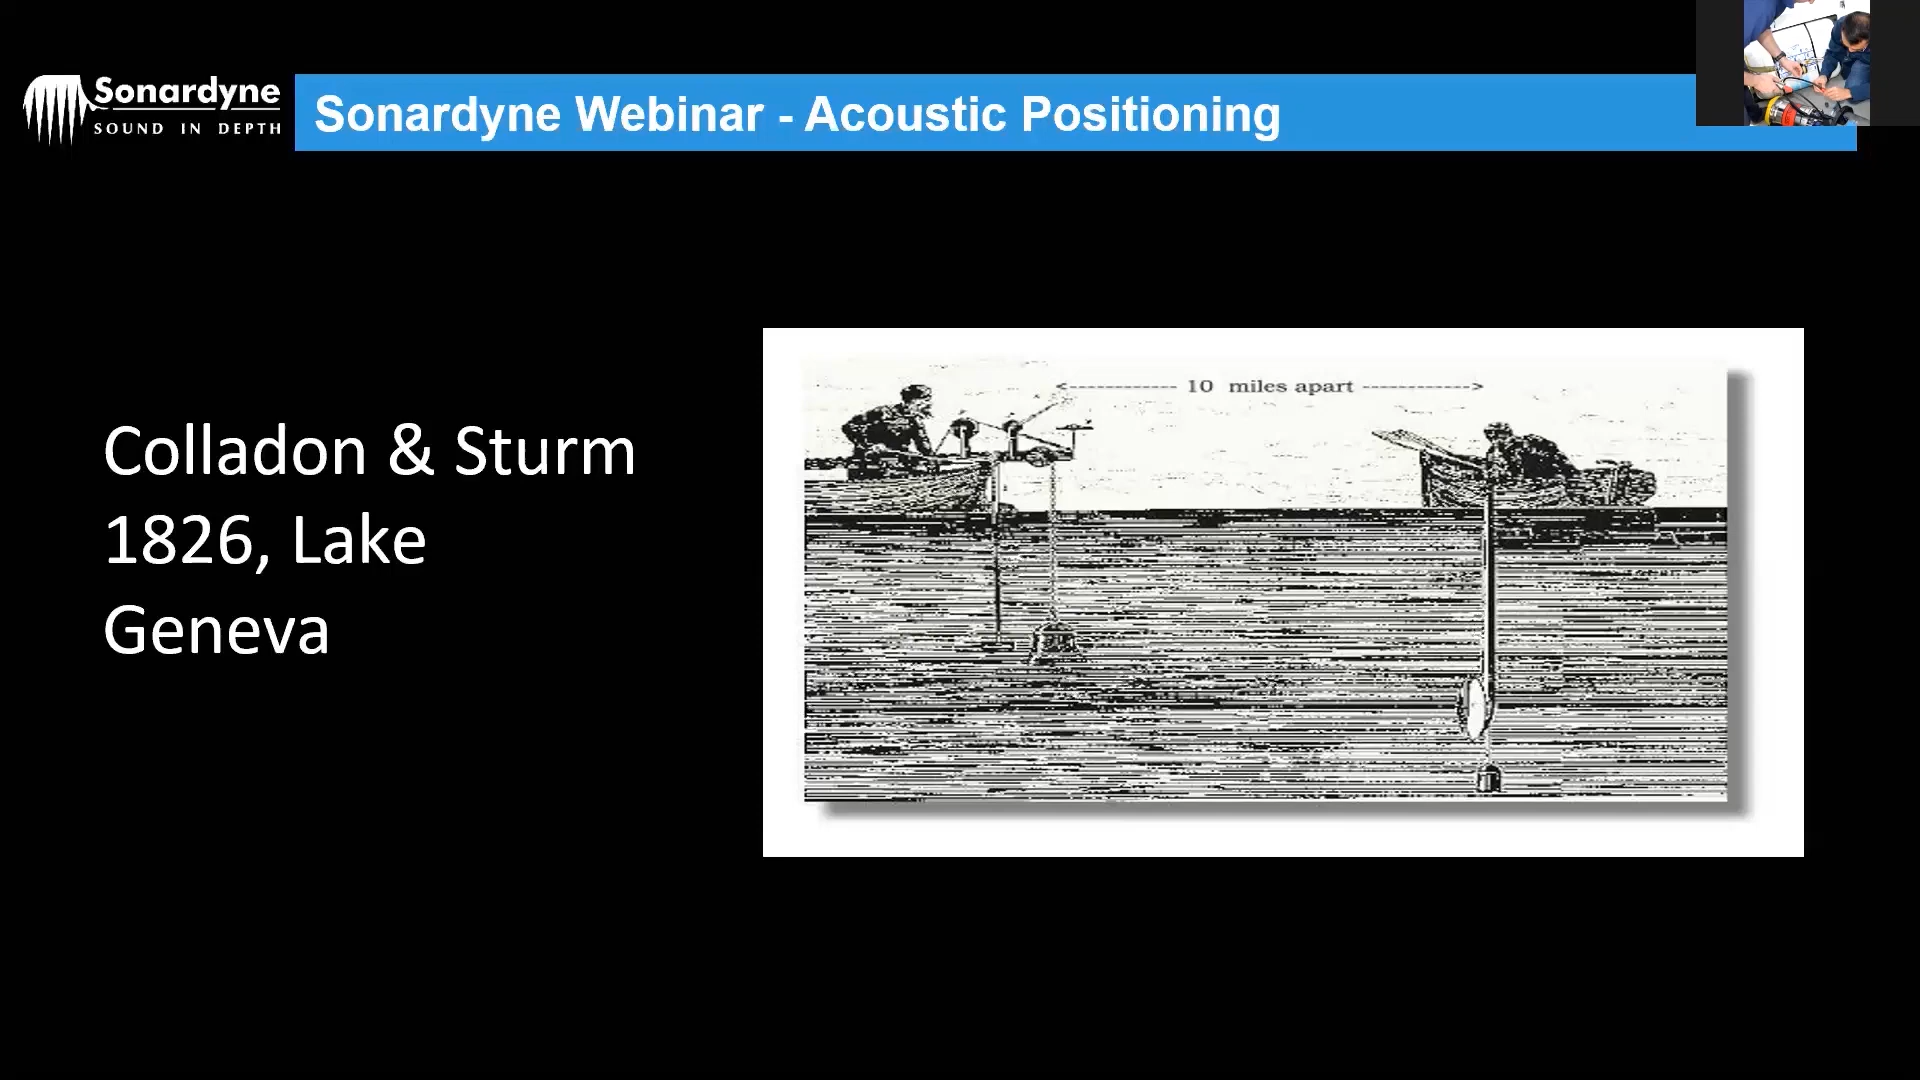 Sonardyne
SOUND IN DEPTH
Sonardyne Webinar - Acoustic Positioning
Colladon & Sturm
1826, Lake
Geneva
<------------ 10 miles apart ------------>